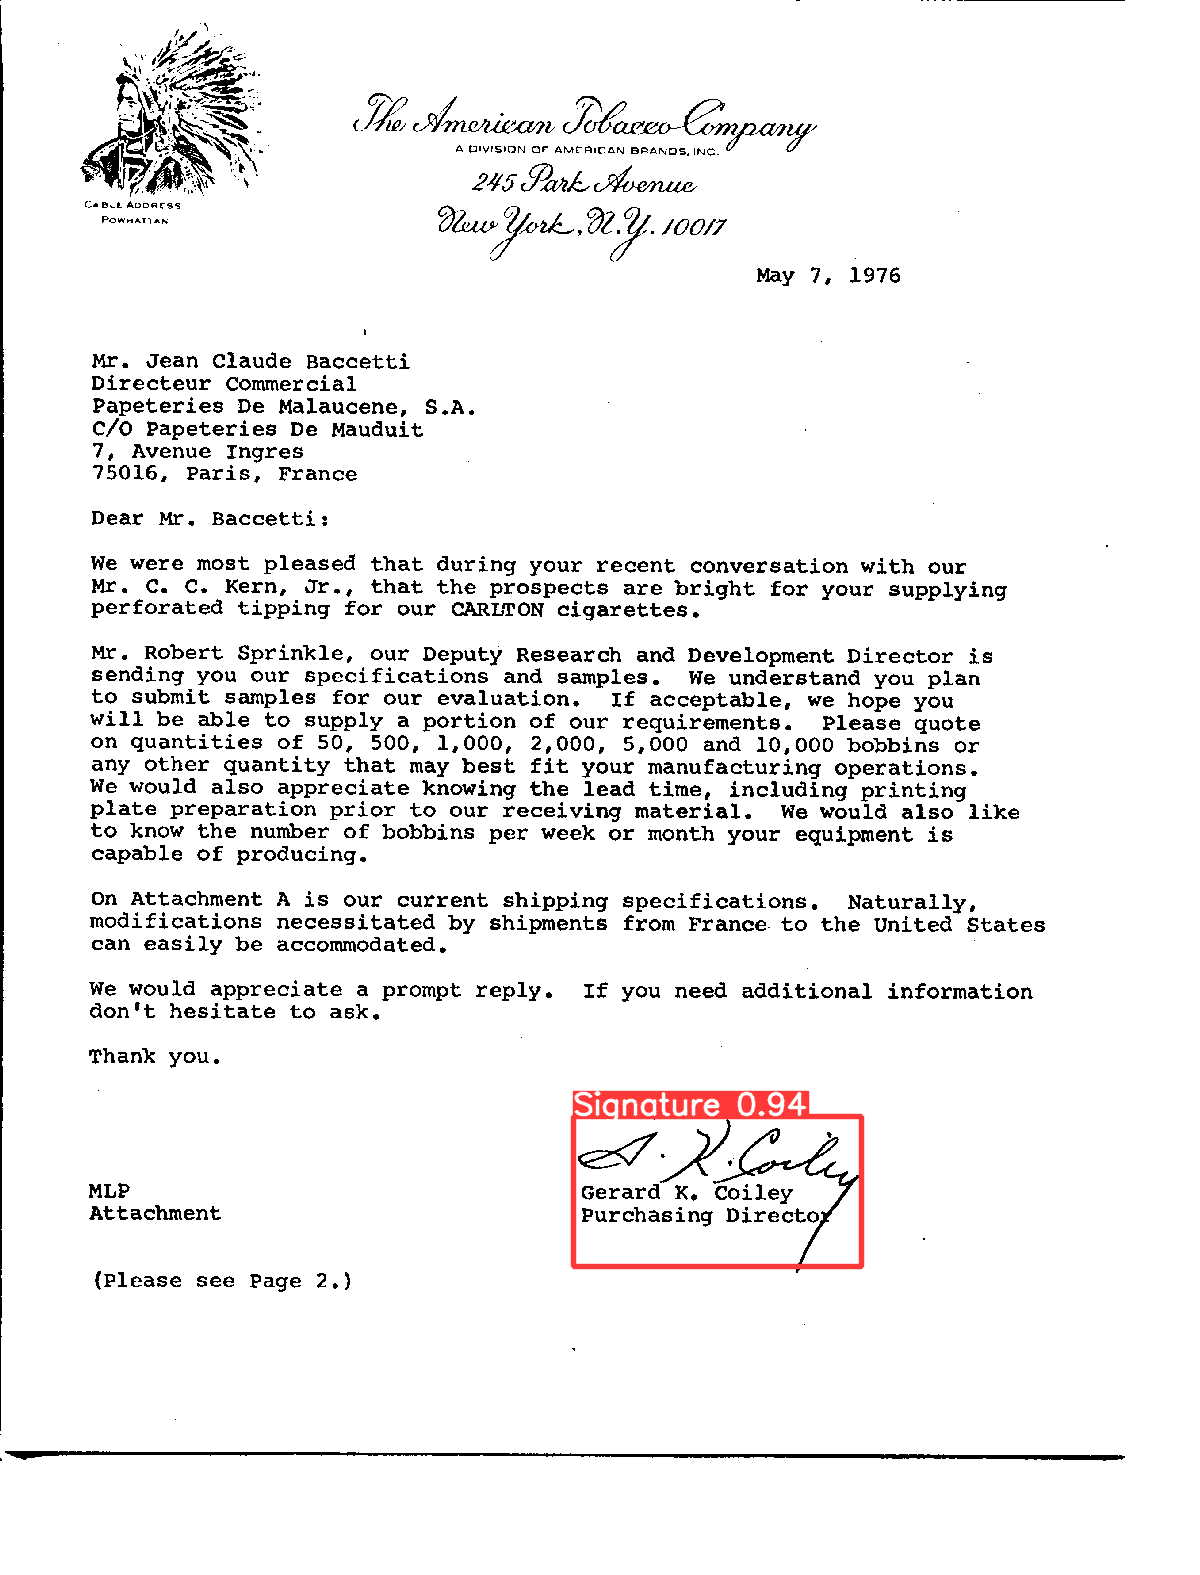 The American Tobacco Company
A DIVISION OF AMERICAN BRANDS, INC.
245 Park Avenue
New York, N.Y. 10017
CABLE ADDRESS
POWHATTAN
May 7, 1976
Mr. Jean Claude Baccetti
Directeur Commercial
Papeteries De Malaucene, S.A.
C/O Papeteries De Mauduit
7, Avenue Ingres
75016, Paris, France
Dear Mr. Baccetti:
We were most pleased that during your recent conversation with our
Mr. C. C. Kern, Jr., that the prospects are bright for your supplying
perforated tipping for our CARLTON cigarettes.
Mr. Robert Sprinkle, our Deputy Research and Development Director is
sending you our specifications and samples. We understand you plan
to submit samples for our evaluation. If acceptable, we hope you
will be able to supply a portion of our requirements. Please quote
on quantities of 50, 500, 1,000, 2,000, 5,000 and 10,000 bobbins or
any other quantity that may best fit your manufacturing operations.
We would also appreciate knowing the lead time, including printing
plate preparation prior to our receiving material. We would also like
to know the number of bobbins per week or month your equipment is
capable of producing.
On Attachment A is our current shipping specifications. Naturally,
modifications necessitated by shipments from France to the United States
can easily be accommodated.
We would appreciate a prompt reply. If you need additional information
don't hesitate to ask.
Thank you.
Signature 0.94
G. K. Coiley
Gerard K. Coiley
Purchasing Director
MLP
Attachment
(Please see Page 2.)